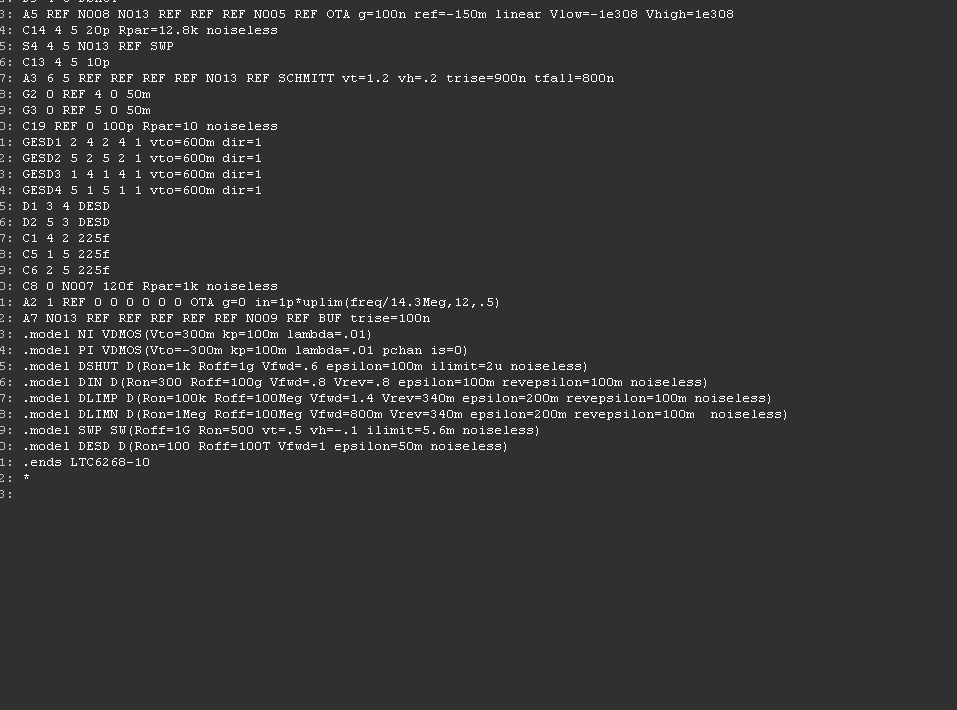 3: A5 REF N008 N013 REF REF REF N005 REF OTA g=100n ref=-150m linear Vlow=-1e308 Vhigh=1e308
4: C14 4 5 20p Rpar=12.8k noiseless
5: S4 4 5 N013 REF SWP
6: C13 4 5 10p
7: A3 6 5 REF REF REF REF N013 REF SCHMITT vt=1.2 vh=.2 trise=900n tfall=800n
8: G2 0 REF 4 0 50m
9: G3 0 REF 5 0 50m
0: C19 REF 0 100p Rpar=10 noiseless
1: GESD1 2 4 2 4 1 vto=600m dir=1
2: GESD2 5 2 5 2 1 vto=600m dir=1
3: GESD3 1 4 1 4 1 vto=600m dir=1
4: GESD4 5 1 5 1 1 vto=600m dir=1
5: D1 3 4 DESD
6: D2 5 3 DESD
7: C1 4 2 225f
8: C5 1 5 225f
9: C6 2 5 225f
0: C8 0 N007 120f Rpar=1k noiseless
1: A2 1 REF 0 0 0 0 0 0 OTA g=0 in=1p*uplim(freq/14.3Meg,12,.5)
2: A7 N013 REF REF REF REF REF N009 REF BUF trise=100n
3: .model NI VDMOS(Vto=300m kp=100m lambda=.01)
4: .model PI VDMOS(Vto=-300m kp=100m lambda=.01 pchan is=0)
5: .model DSHUT D(Ron=1k Roff=1g Vfwd=.6 epsilon=100m ilimit=2u noiseless)
6: .model DIN D(Ron=300 Roff=100g Vfwd=.8 Vrev=.8 epsilon=100m revepsilon=100m noiseless)
7: .model DLIMP D(Ron=100k Roff=100Meg Vfwd=1.4 Vrev=340m epsilon=200m revepsilon=100m noiseless)
8: .model DLIMN D(Ron=1Meg Roff=100Meg Vfwd=800m Vrev=340m epsilon=200m revepsilon=100m  noiseless)
9: .model SWP SW(Roff=1G Ron=500 vt=.5 vh=-.1 ilimit=5.6m noiseless)
0: .model DESD D(Ron=100 Roff=100T Vfwd=1 epsilon=50m noiseless)
1: .ends LTC6268-10
2: *
3: